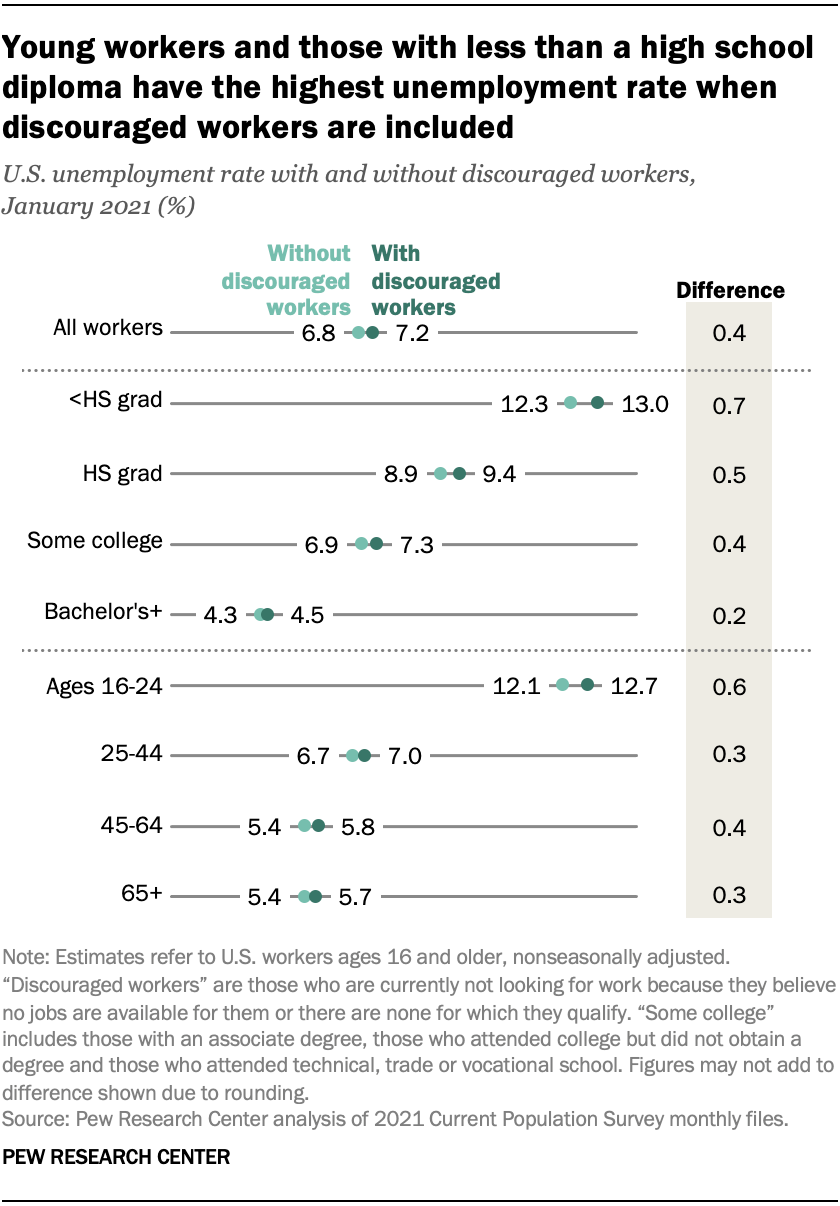 Young workers and those with less than a high school
diploma have the highest unemployment rate when
discouraged workers are included
U.S. unemployment rate with and without discouraged workers,
January 2021 (%)
Without discouraged workers
With discouraged workers
Difference
All workers 6.8 7.2 0.4
<HS grad 12.3 13.0 0.7
HS grad 8.9 9.4 0.5
Some college 6.9 7.3 0.4
Bachelor's+ 4.3 4.5 0.2
Ages 16-24 12.1 12.7 0.6
25-44 6.7 7.0 0.3
45-64 5.4 5.8 0.4
65+ 5.4 5.7 0.3
Note: Estimates refer to U.S. workers ages 16 and older, nonseasonally adjusted.
“Discouraged workers” are those who are currently not looking for work because they believe
no jobs are available for them or there are none for which they qualify. “Some college”
includes those with an associate degree, those who attended college but did not obtain a
degree and those who attended technical, trade or vocational school. Figures may not add to
difference shown due to rounding.
Source: Pew Research Center analysis of 2021 Current Population Survey monthly files.
PEW RESEARCH CENTER